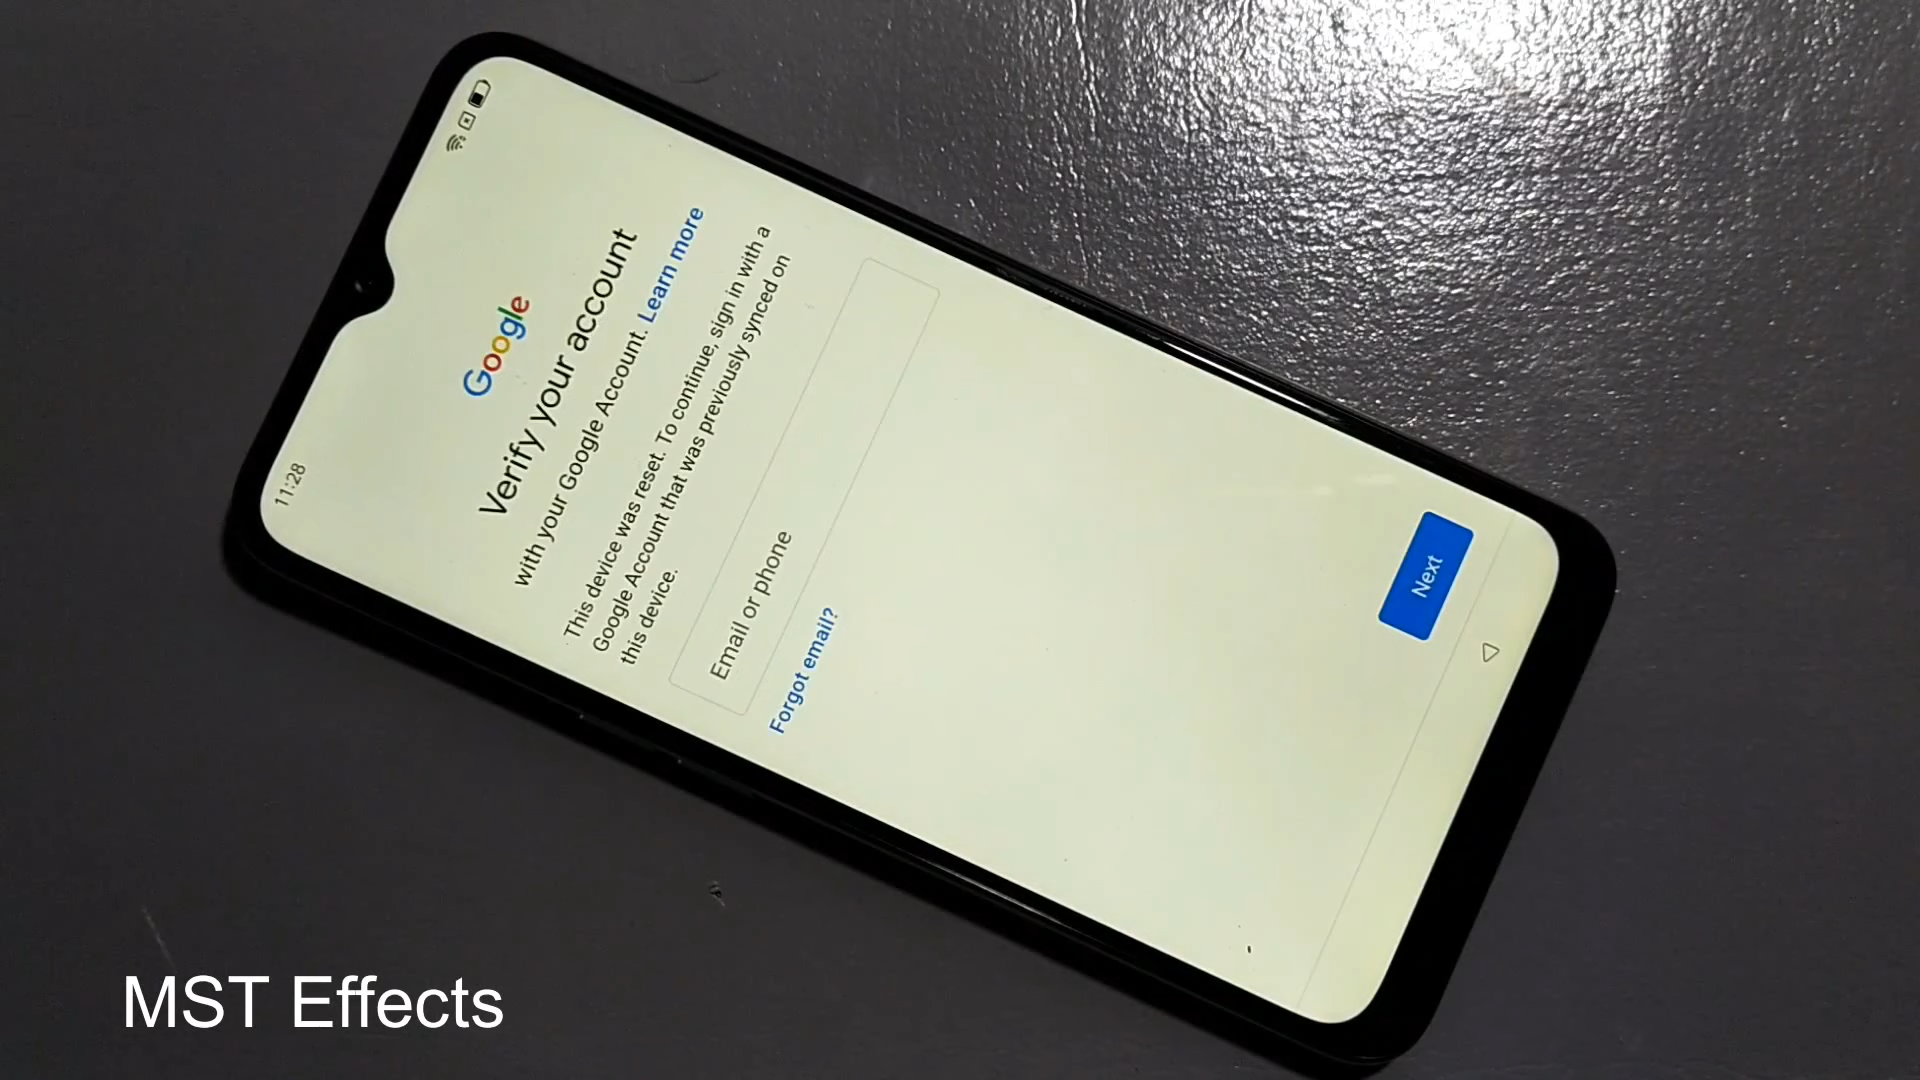 11:28
Google
Verify your account
with your Google Account. Learn more
This device was reset. To continue, sign in with a
Google Account that was previously synced on
this device.
Email or phone
Forgot email?
Next
MST Effects